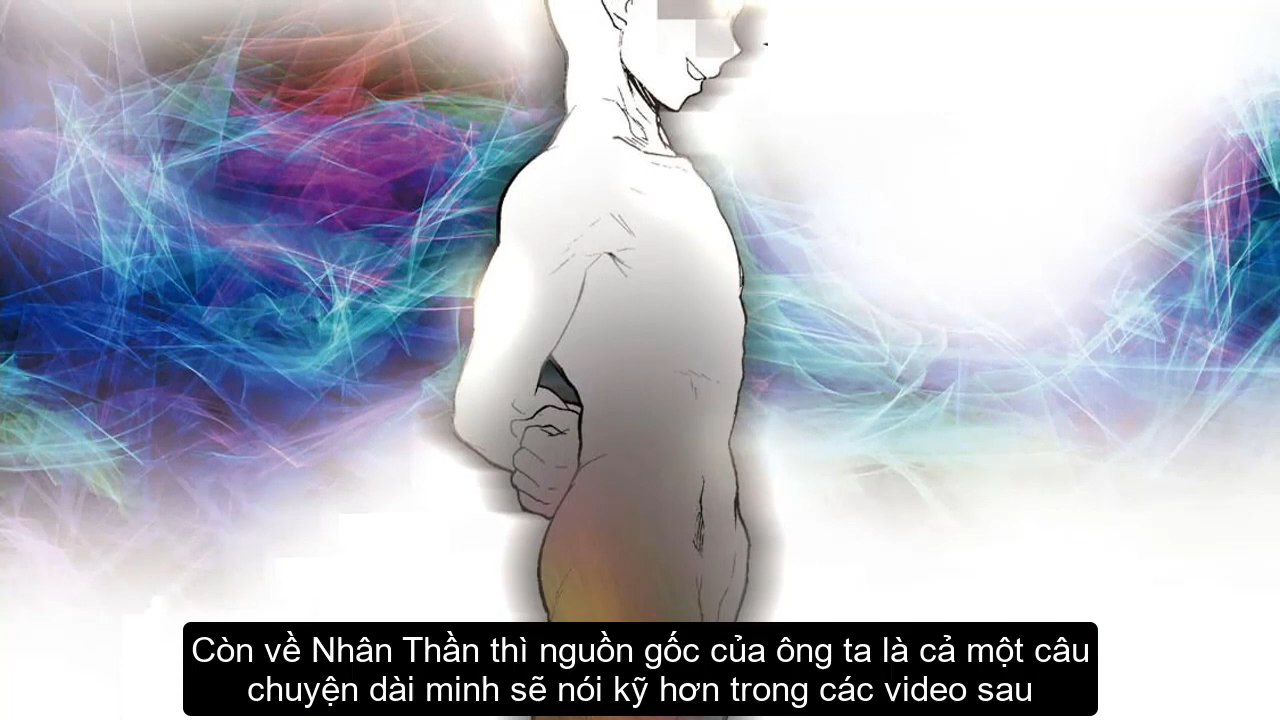 Còn về Nhân Thần thì nguồn gốc của ông ta là cả một câu
chuyện dài minh sẽ nói kỹ hơn trong các video sau